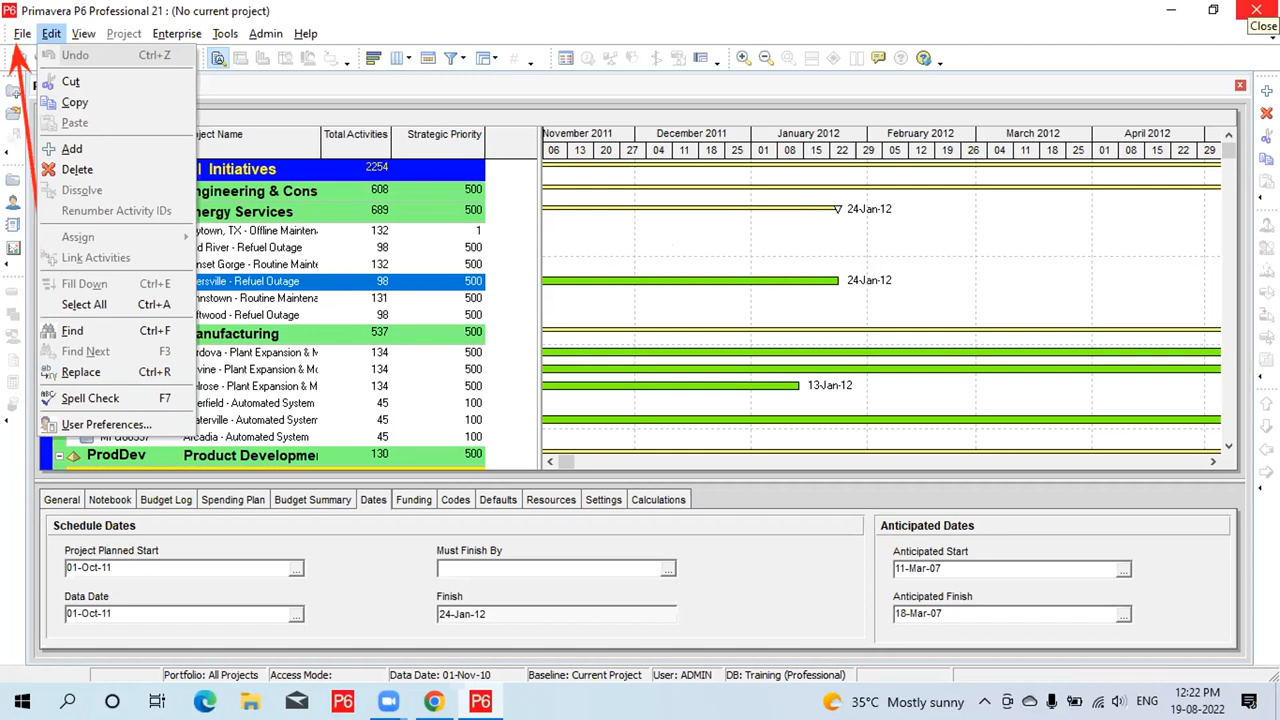 P6 Primavera P6 Professional 21 : (No current project)
Close
File Edit View Project Enterprise Tools Admin Help
Undo Ctrl+Z
Cut
Copy
Paste
Add
Delete
Dissolve
Renumber Activity IDs
Assign
Link Activities
Fill Down Ctrl+E
Select All Ctrl+A
Find Ctrl+F
Find Next F3
Replace Ctrl+R
Spell Check F7
User Preferences...
oject Name Total Activities Strategic Priority
l Initiatives 2254
ngineering & Cons 608 500
nergy Services 689 500
ytown, TX - Offline Mainten 132 1
d River - Refuel Outage 98 500
nset Gorge - Routine Mainte 132 500
ersville - Refuel Outage 98 500
nnstown - Routine Maintena 131 500
ftwood - Refuel Outage 98 500
anufacturing 537 500
rdova - Plant Expansion & M 134 500
vine - Plant Expansion & Mo 134 500
elrose - Plant Expansion & M 134 500
erfield - Automated System 45 100
aterville - Automated System 45 100
Arcadia - Automated System 45 100
ProdDev Product Developmer 130 500
November 2011 December 2011 January 2012 February 2012 March 2012 April 2012
06 13 20 27 04 11 18 25 01 08 15 22 29 05 12 19 26 04 11 18 25 01 08 15 22 29
24-Jan-12
24-Jan-12
13-Jan-12
General Notebook Budget Log Spending Plan Budget Summary Dates Funding Codes Defaults Resources Settings Calculations
Schedule Dates
Project Planned Start
01-Oct-11 ...
Data Date
01-Oct-11 ...
Must Finish By
...
Finish
24-Jan-12
Anticipated Dates
Anticipated Start
11-Mar-07 ...
Anticipated Finish
18-Mar-07 ...
Portfolio: All Projects Access Mode: Data Date: 01-Nov-10 Baseline: Current Project User: ADMIN DB: Training (Professional)
P6 P6 35°C Mostly sunny ENG 12:22 PM
19-08-2022